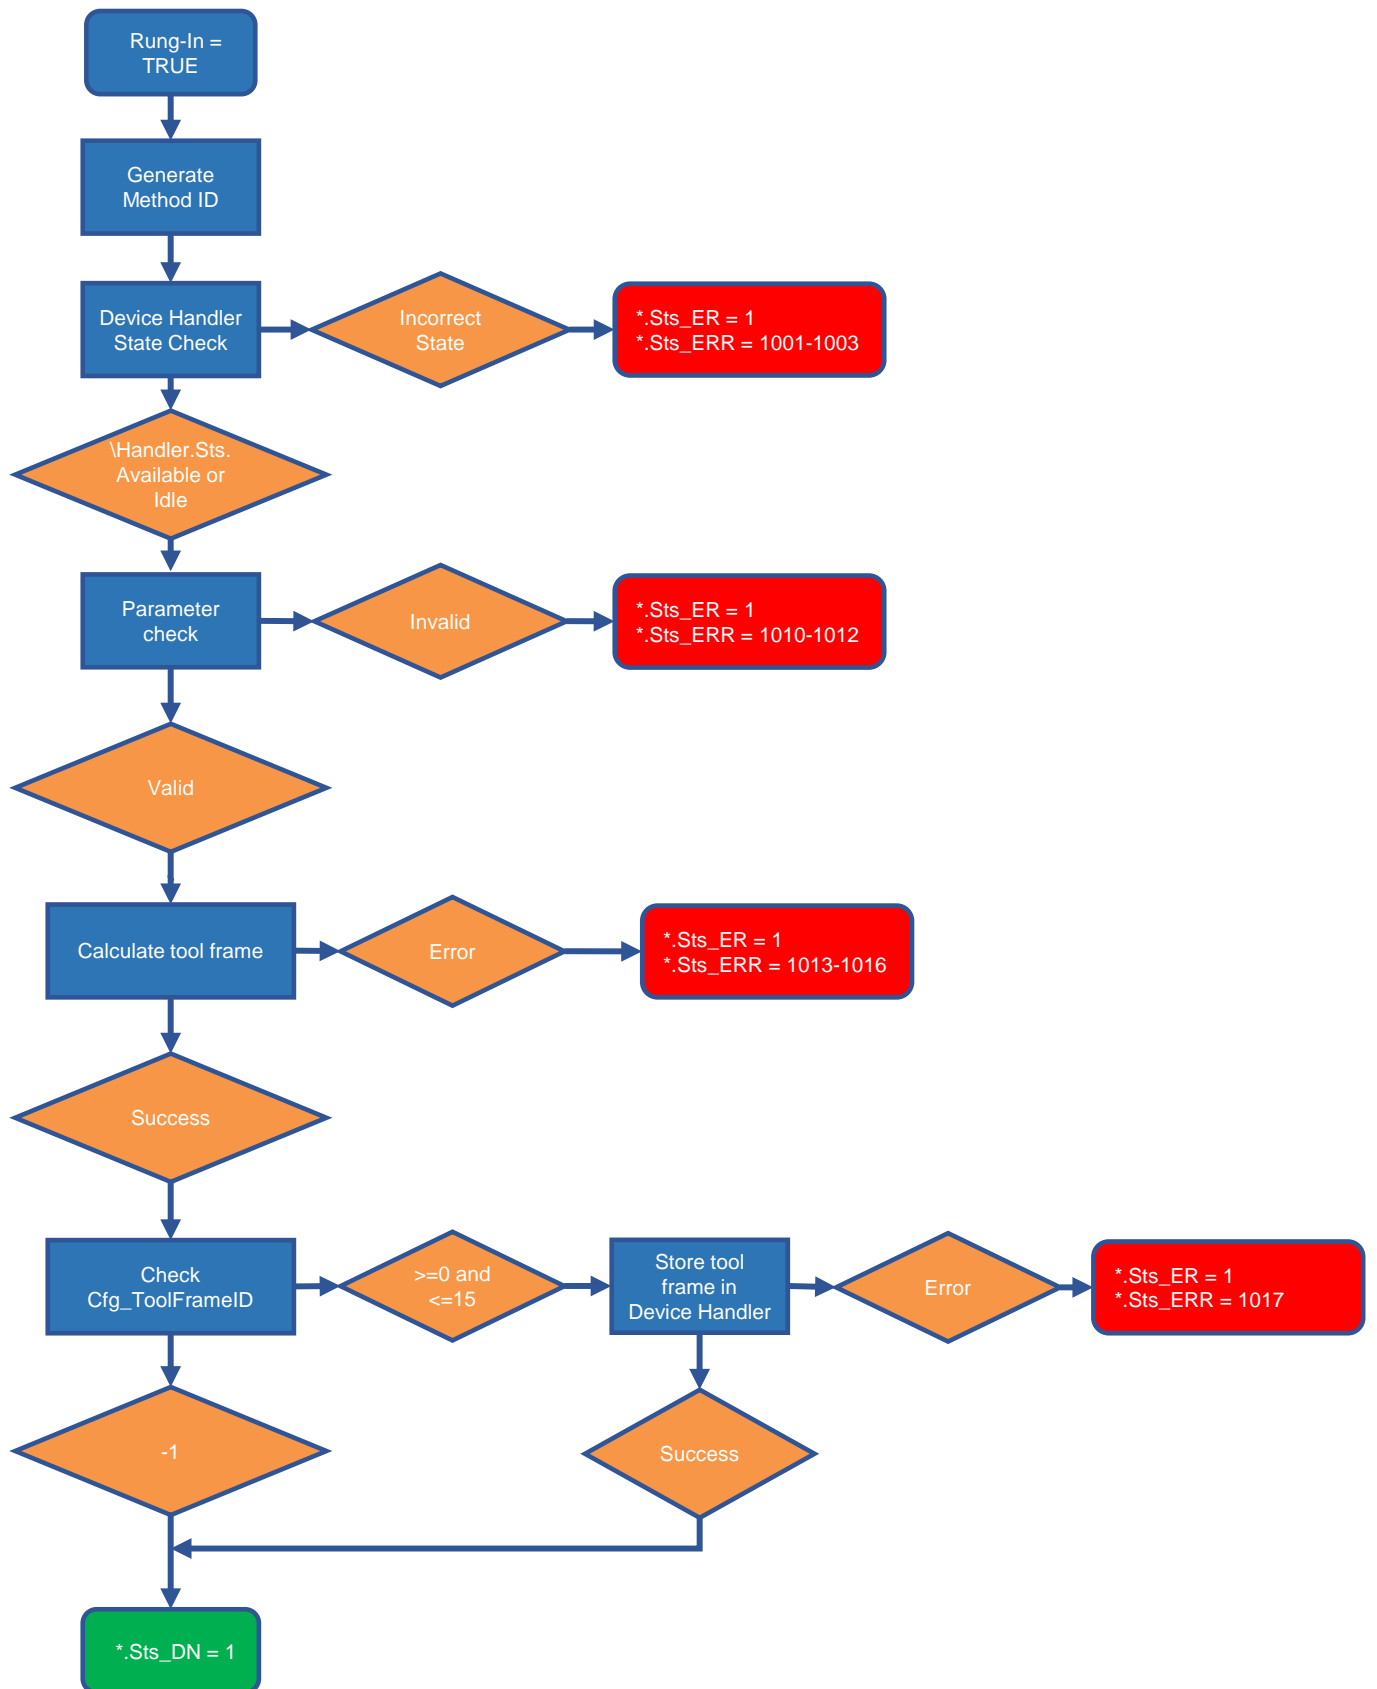 Rung-In =
TRUE
Generate
Method ID
Device Handler
State Check
Incorrect
State
*.Sts_ER = 1
*.Sts_ERR = 1001-1003
\Handler.Sts.
Available or
Idle
Parameter
check
Invalid
*.Sts_ER = 1
*.Sts_ERR = 1010-1012
Valid
Calculate tool frame
Error
*.Sts_ER = 1
*.Sts_ERR = 1013-1016
Success
Check
Cfg_ToolFrameID
>=0 and
<=15
Store tool
frame in
Device Handler
Error
*.Sts_ER = 1
*.Sts_ERR = 1017
-1
Success
*.Sts_DN = 1